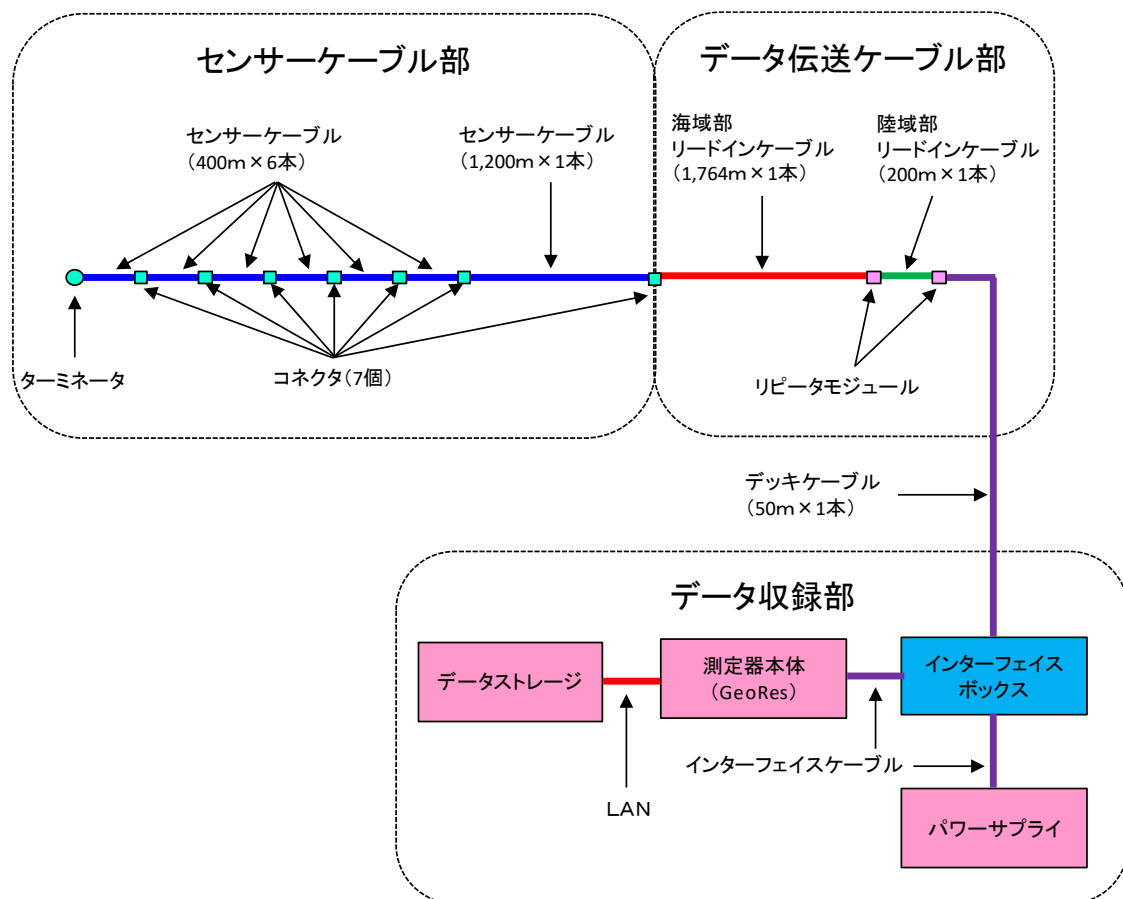 センサーケーブル部
データ伝送ケーブル部
センサーケーブル
（400m×6本）
センサーケーブル
（1,200m×1本）
海域部
リードインケーブル
（1,764m×1本）
陸域部
リードインケーブル
（200m×1本）
ターミネータ
コネクタ（7個）
リピータモジュール
デッキケーブル
（50m×1本）
データ収録部
データストレージ
測定器本体
（GeoRes）
インターフェイス
ボックス
インターフェイスケーブル
LAN
パワーサプライ